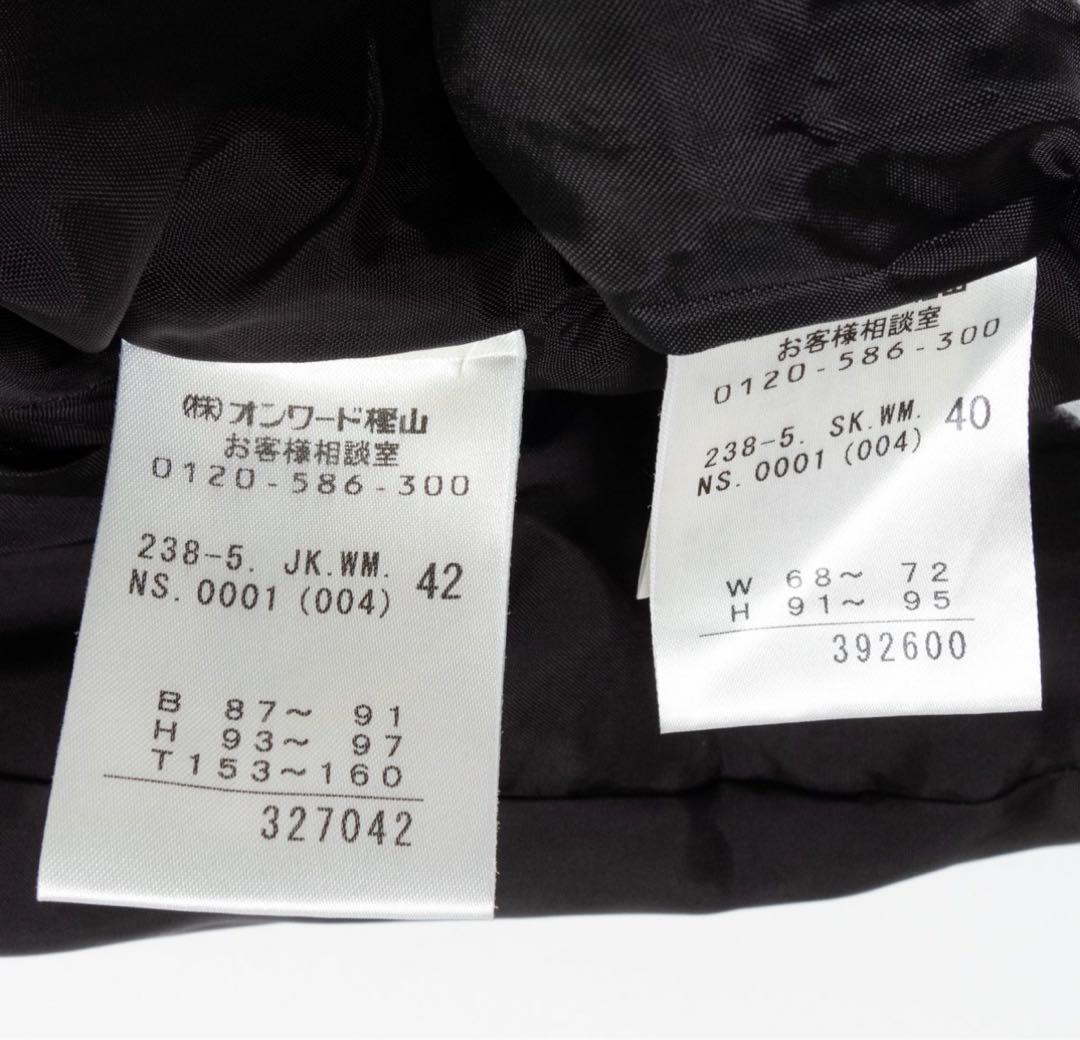 (株)オンワード樫山
お客様相談室
0120-586-300
238-5. JK.WM. 42
NS.0001(004)
B 87～ 91
H 93～ 97
T153～160
327042
お客様相談室
0120-586-300
238-5. SK.WM. 40
NS.0001(004)
W 68～ 72
H 91～ 95
392600